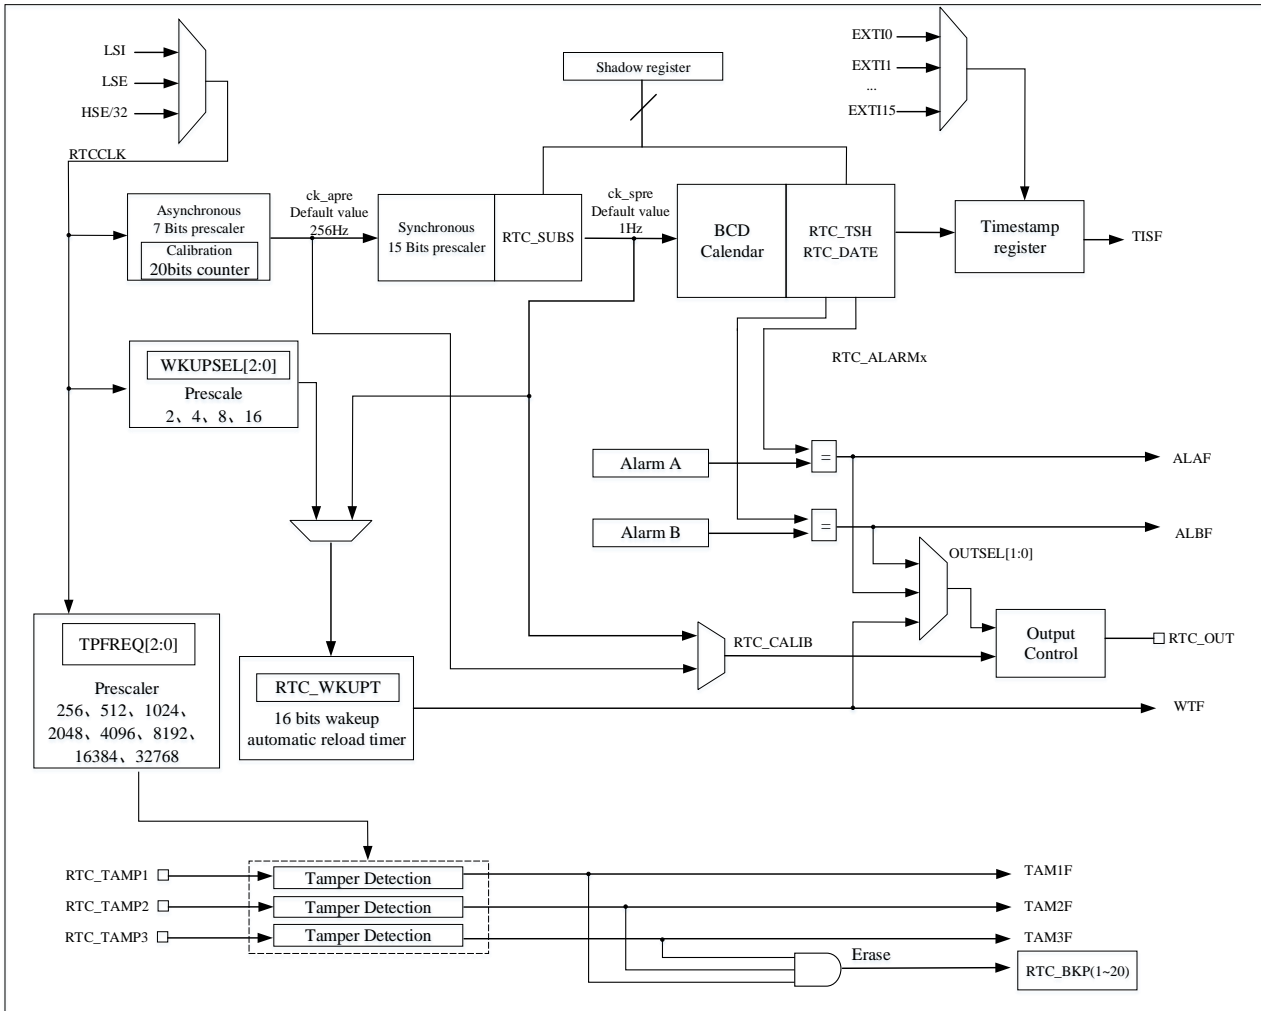 LSI
LSE
HSE/32
RTCCLK
Shadow register
EXTI0
EXTI1
...
EXTI15
Asynchronous
7 Bits prescaler
Calibration
20bits counter
ck_apre
Default value
256Hz
Synchronous
15 Bits prescaler
RTC_SUBS
ck_spre
Default value
1Hz
BCD
Calendar
RTC_TSH
RTC_DATE
Timestamp
register
TISF
WKUPSEL[2:0]
Prescale
2、4、8、16
RTC_ALARMx
Alarm A
=
ALAF
Alarm B
=
ALBF
OUTSEL[1:0]
TPFREQ[2:0]
Prescaler
256、512、1024、
2048、4096、8192、
16384、32768
RTC_WKUPT
16 bits wakeup
automatic reload timer
RTC_CALIB
Output
Control
RTC_OUT
WTF
RTC_TAMP1
Tamper Detection
TAM1F
RTC_TAMP2
Tamper Detection
TAM2F
RTC_TAMP3
Tamper Detection
TAM3F
Erase
RTC_BKP(1~20)